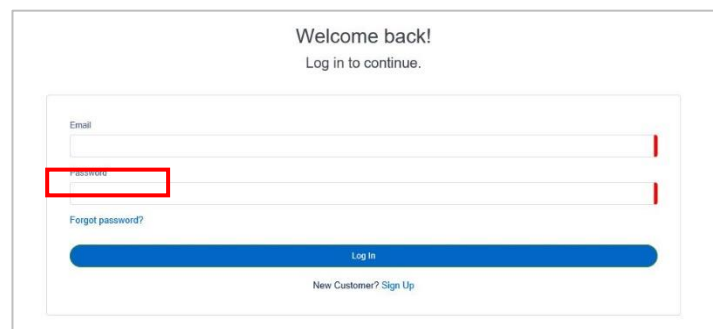 Welcome back!
Log in to continue.
Email
Password
Forgot password?
Log In
New Customer? Sign Up